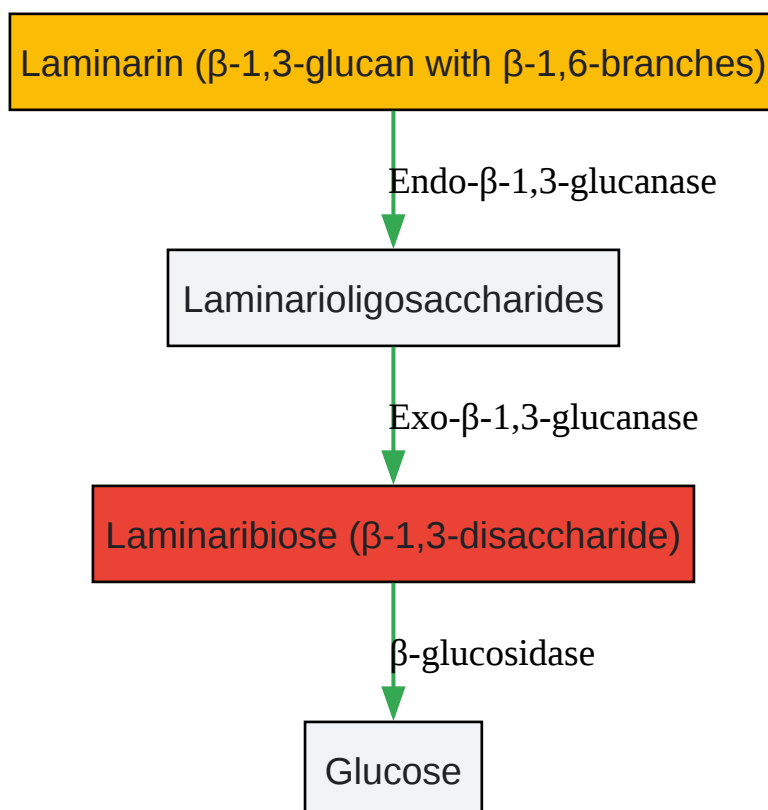 Laminarin (β-1,3-glucan with β-1,6-branches)
Endo-β-1,3-glucanase
Laminarioligosaccharides
Exo-β-1,3-glucanase
Laminaribiose (β-1,3-disaccharide)
β-glucosidase
Glucose